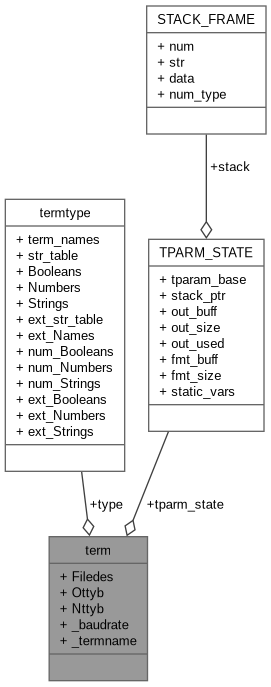 STACK_FRAME
+ num
+ str
+ data
+ num_type
+stack
termtype
+ term_names
+ str_table
+ Booleans
+ Numbers
+ Strings
+ ext_str_table
+ ext_Names
+ num_Booleans
+ num_Numbers
+ num_Strings
+ ext_Booleans
+ ext_Numbers
+ ext_Strings
TPARM_STATE
+ tparam_base
+ stack_ptr
+ out_buff
+ out_size
+ out_used
+ fmt_buff
+ fmt_size
+ static_vars
+type
+tparm_state
term
+ Filedes
+ Ottyb
+ Nttyb
+ _baudrate
+ _termname